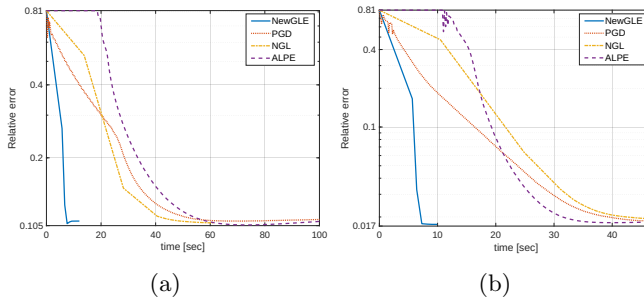 0.81
0.4
0.2
0.105
Relative error
0
20
40
60
80
100
time [sec]
NewGLE
PGD
NGL
ALPE
(a)
0.81
0.4
0.1
0.017
Relative error
0
10
20
30
40
time [sec]
NewGLE
PGD
NGL
ALPE
(b)